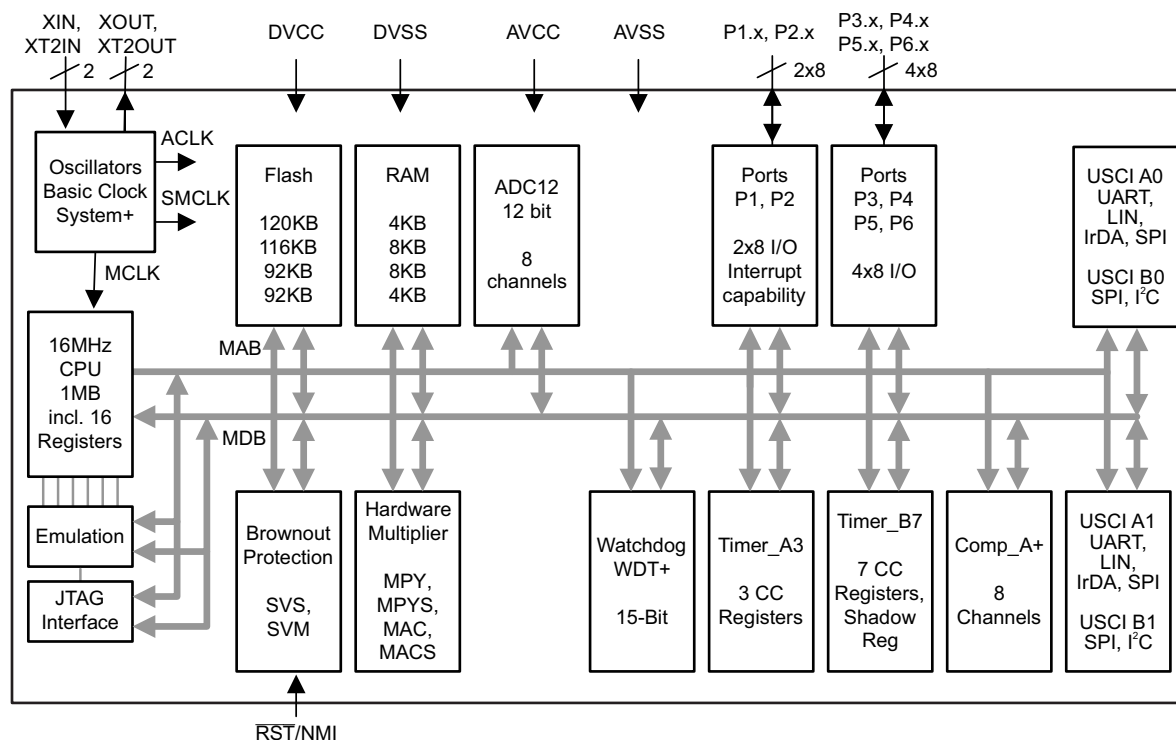 XIN,
XT2IN
XOUT,
XT2OUT
DVCC
DVSS
AVCC
AVSS
P1.x, P2.x
P3.x, P4.x
P5.x, P6.x
2
2
2x8
4x8
Oscillators
Basic Clock
System+
ACLK
SMCLK
MCLK
Flash
120KB
116KB
92KB
92KB
RAM
4KB
8KB
8KB
4KB
ADC12
12 bit
8
channels
Ports
P1, P2
2x8 I/O
Interrupt
capability
Ports
P3, P4
P5, P6
4x8 I/O
USCI A0
UART,
LIN,
IrDA, SPI
USCI B0
SPI, I²C
16MHz
CPU
1MB
incl. 16
Registers
MAB
MDB
Emulation
JTAG
Interface
Brownout
Protection
SVS,
SVM
Hardware
Multiplier
MPY,
MPYS,
MAC,
MACS
Watchdog
WDT+
15-Bit
Timer_A3
3 CC
Registers
Timer_B7
7 CC
Registers,
Shadow
Reg
Comp_A+
8
Channels
USCI A1
UART,
LIN,
IrDA, SPI
USCI B1
SPI, I²C
RST/NMI